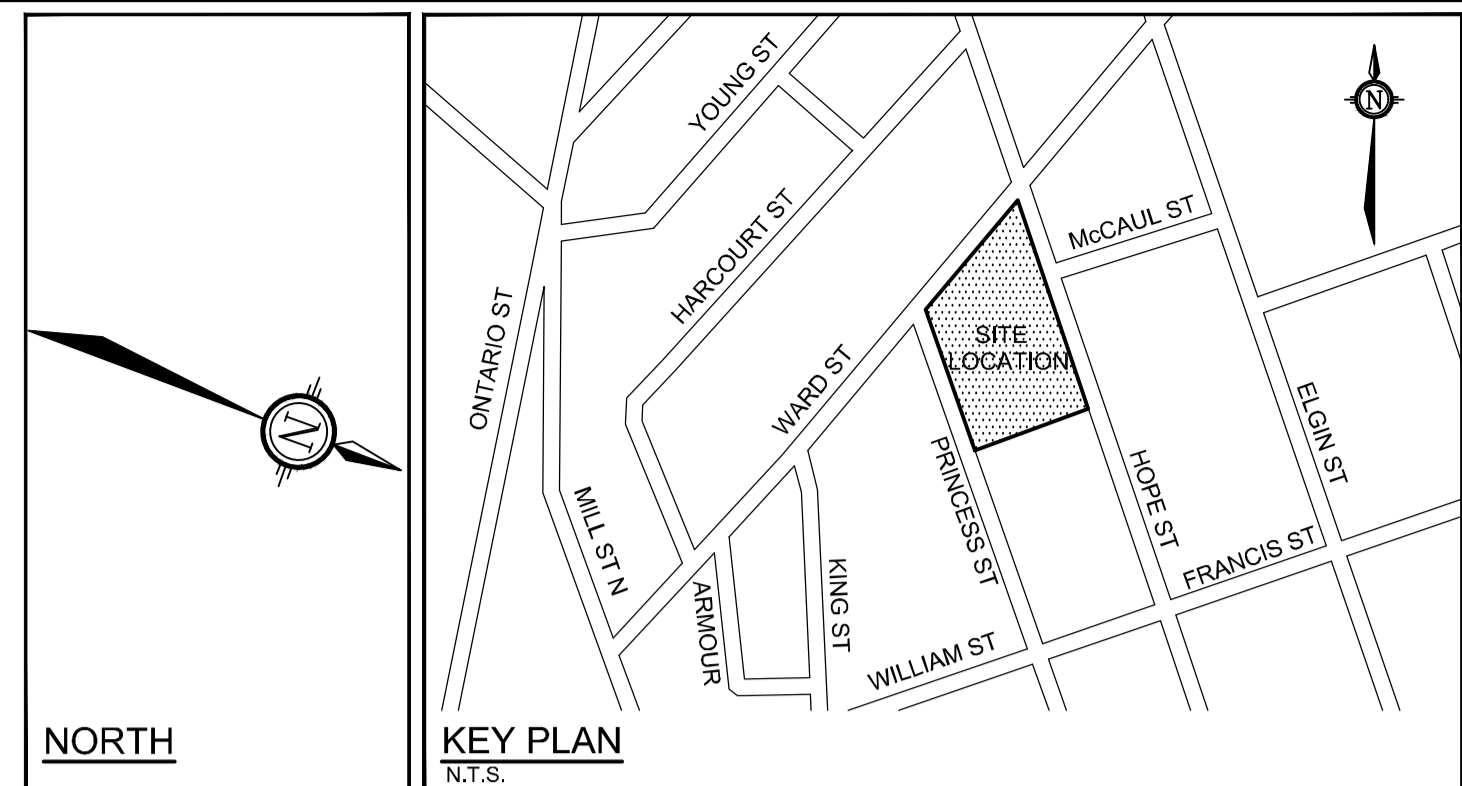 N
NORTH
YOUNG ST
N
HARCOURT ST
McCAUL ST
ONTARIO ST
SITE
LOCATION
WARD ST
ELGIN ST
PRINCESS ST
HOPE ST
MILL ST N
FRANCIS ST
KING ST
ARMOUR
WILLIAM ST
KEY PLAN
N.T.S.